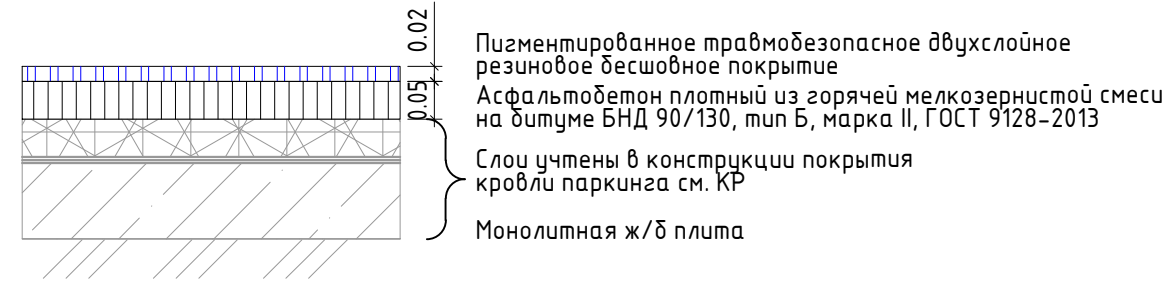 0.02
Пигментированное травмобезопасное двухслойное
резиновое бесшовное покрытие
0.05
Асфальтобетон плотный из горячей мелкозернистой смеси
на битуме БНД 90/130, тип Б, марка II, ГОСТ 9128-2013
Слои учтены в конструкции покрытия
кровли паркинга см. КР
Монолитная ж/б плита